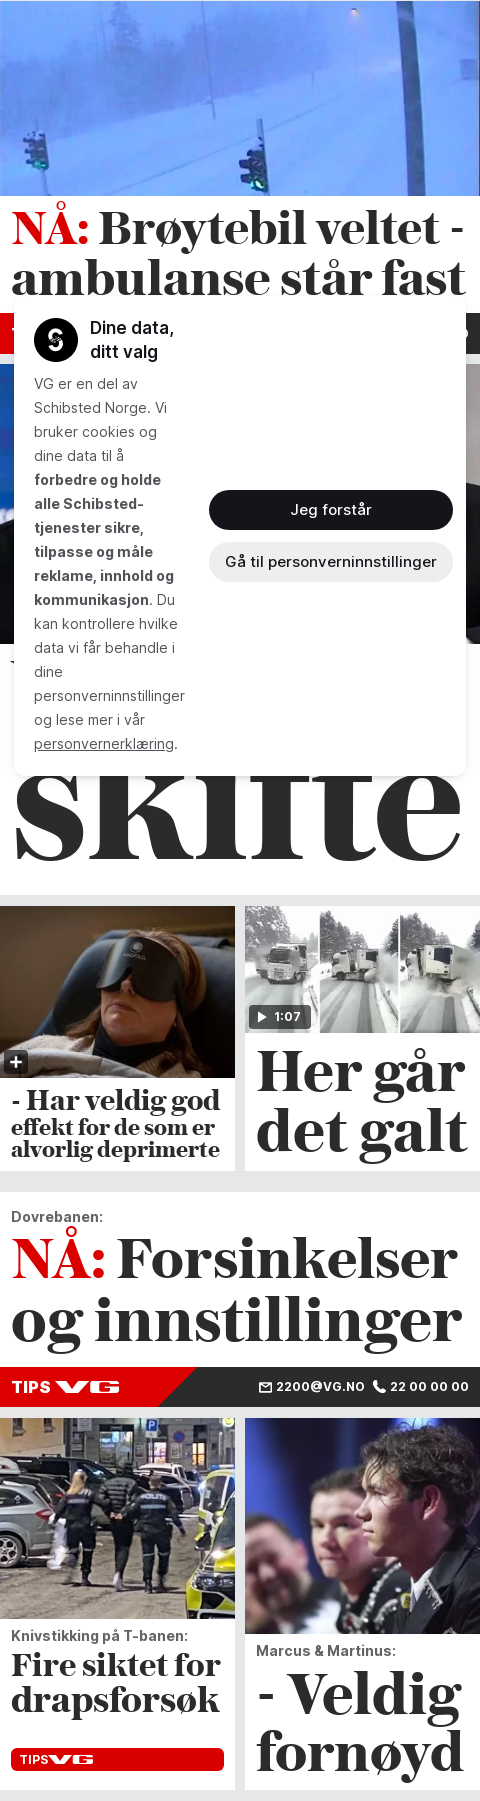 NÅ: Brøytebil veltet -
ambulanse står fast
Dine data,
ditt valg
VG er en del av
Schibsted Norge. Vi
bruker cookies og
dine data til å
forbedre og holde
alle Schibsted-
tjenester sikre,
tilpasse og måle
reklame, innhold og
kommunikasjon. Du
kan kontrollere hvilke
data vi får behandle i
dine
personverninnstillinger
og lese mer i vår
personvernerklæring.
Jeg forstår
Gå til personverninnstillinger
skifte
1:07
- Har veldig god
effekt for de som er
alvorlig deprimerte
Her går
det galt
Dovrebanen:
NÅ: Forsinkelser
og innstillinger
TIPS VG 2200@VG.NO 22 00 00 00
Knivstikking på T-banen:
Fire siktet for
drapsforsøk
TIPS VG
Marcus & Martinus:
- Veldig
fornøyd